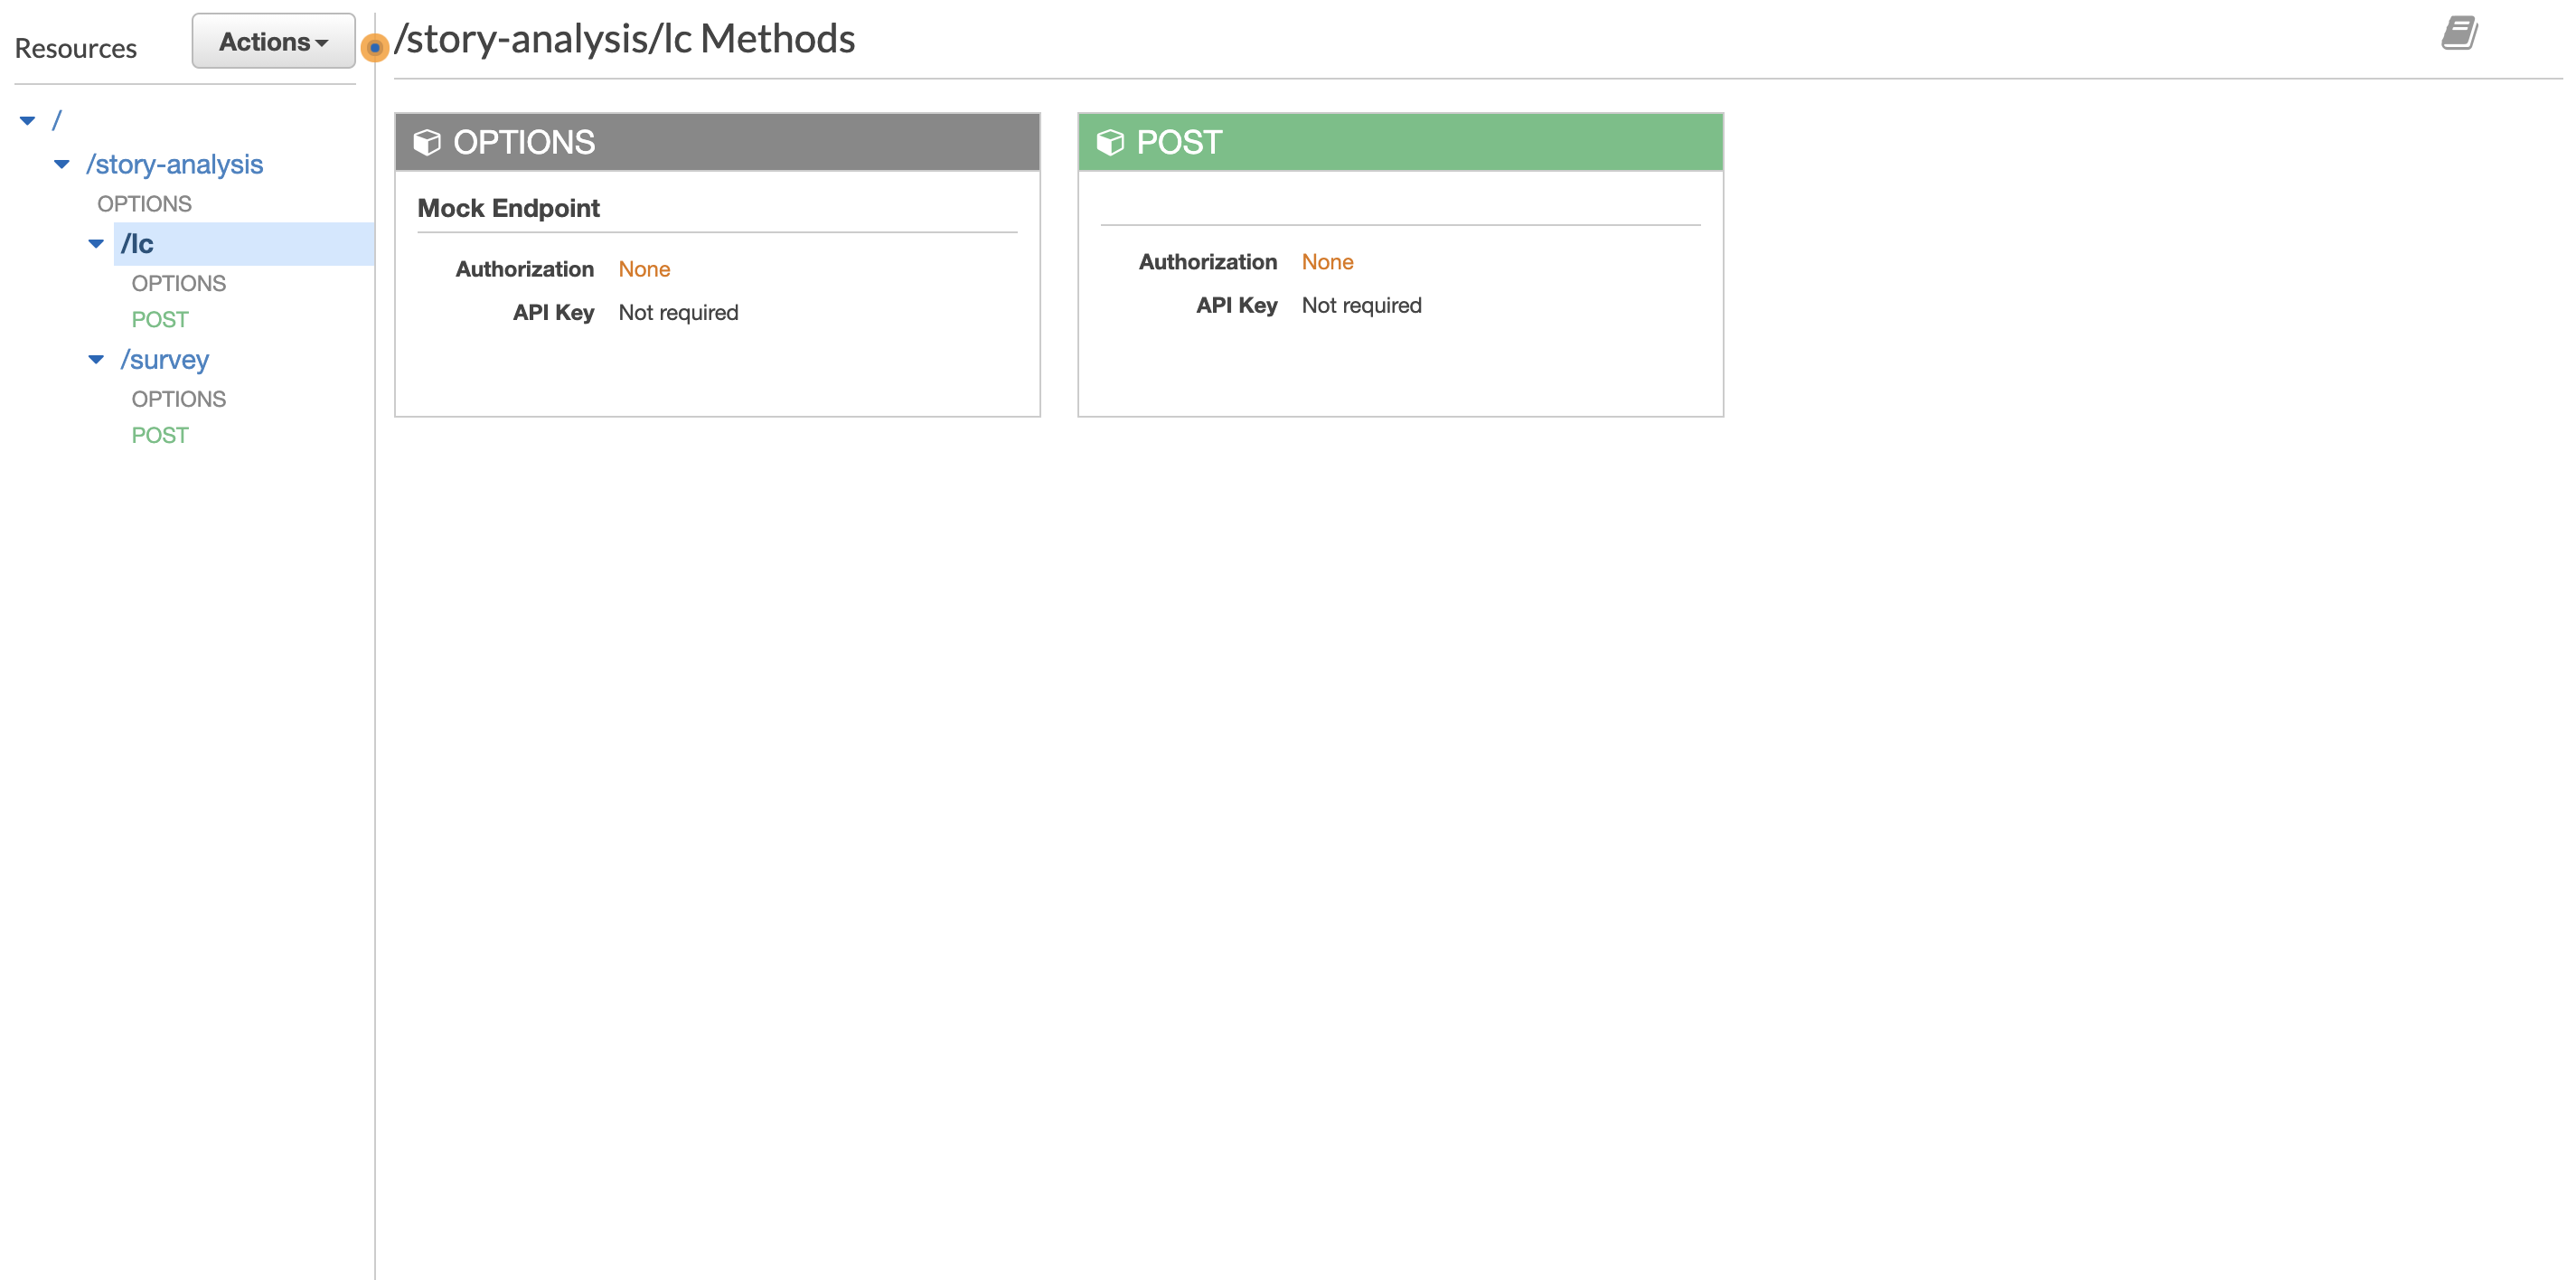 Resources
Actions
/
/story-analysis
OPTIONS
/lc
OPTIONS
POST
/survey
OPTIONS
POST
/story-analysis/lc Methods
OPTIONS
Mock Endpoint
Authorization None
API Key Not required
POST
Authorization None
API Key Not required